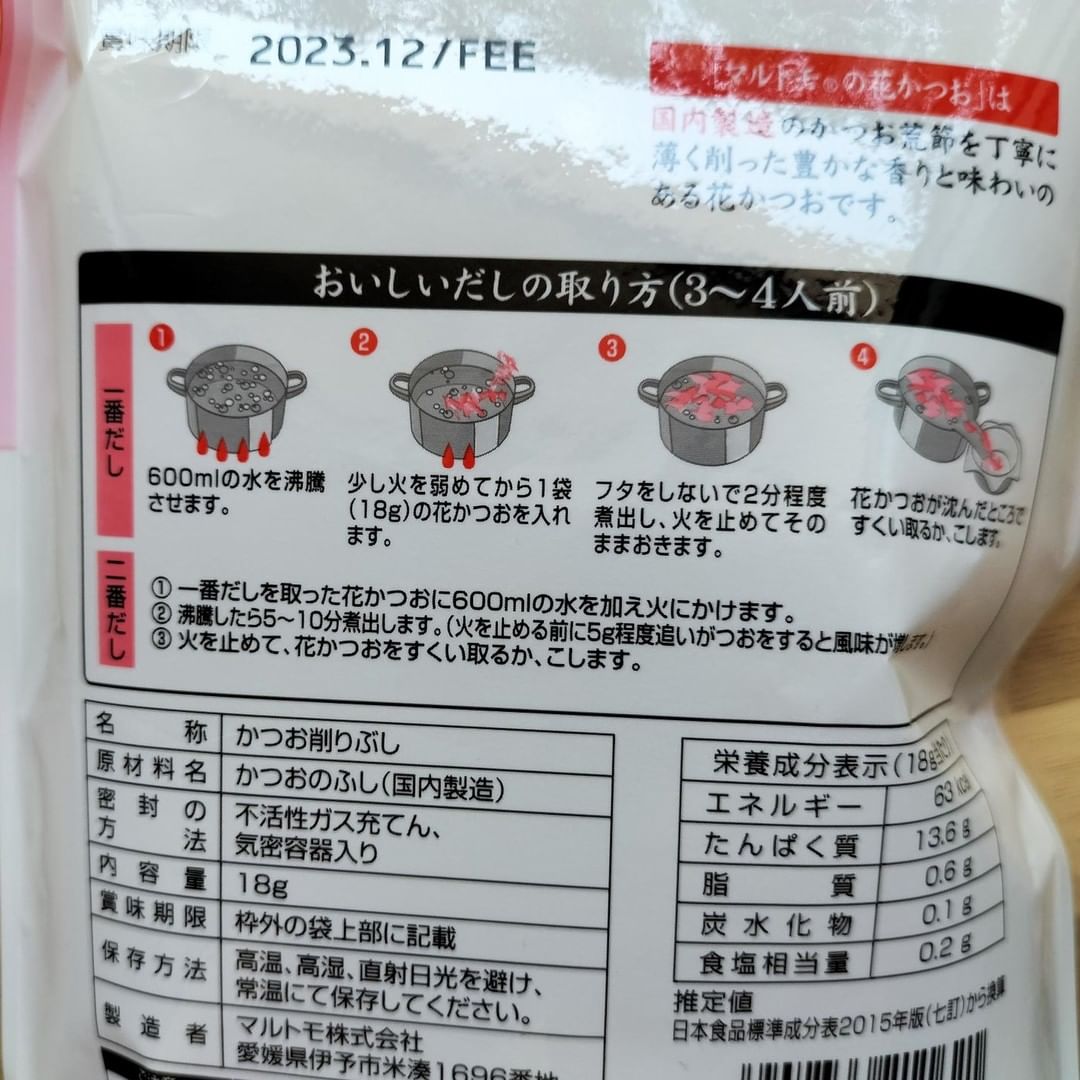 賞味期限 2023.12/FEE
「マルトモ®の花かつお」は
国内製造のかつお荒節を丁寧に
薄く削った豊かな香りと味わいの
ある花かつおです。
おいしいだしの取り方(3〜4人前)
一番だし
1
600mlの水を沸騰
させます。
2
少し火を弱めてから1袋
(18g)の花かつおを入れ
ます。
3
フタをしないで2分程度
煮出し、火を止めてその
ままおきます。
4
花かつおが沈んだところで
すくい取るか、こします。
二番だし
① 一番だしを取った花かつおに600mlの水を加え火にかけます。
② 沸騰したら5〜10分煮出します。(火を止める前に5g程度追いがつおをすると風味が増します。)
③ 火を止めて、花かつおをすくい取るか、こします。
名称 かつお削りぶし
原材料名 かつおのふし(国内製造)
密封の 不活性ガス充てん、
方法 気密容器入り
内容量 18g
賞味期限 枠外の袋上部に記載
保存方法 高温、高湿、直射日光を避け、
常温にて保存してください。
製造者 マルトモ株式会社
愛媛県伊予市米湊1696番地
栄養成分表示(18g当たり)
エネルギー 63 kcal
たんぱく質 13.6 g
脂質 0.6 g
炭水化物 0.1 g
食塩相当量 0.2 g
推定値
日本食品標準成分表2015年版(七訂)から換算